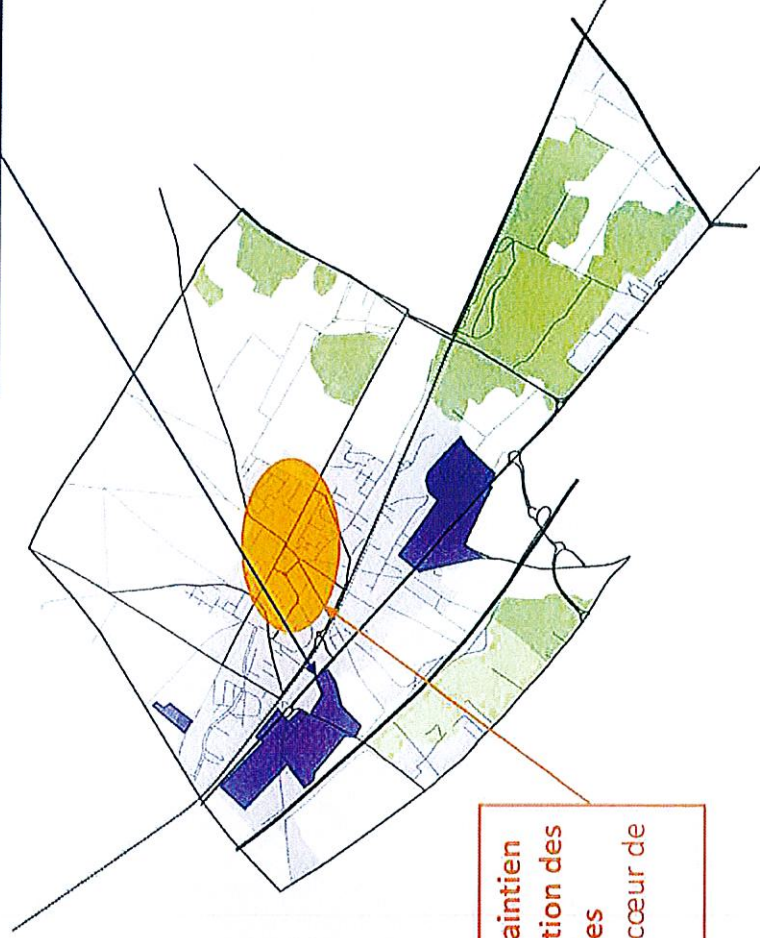 aintien
tion des
es
cœur de